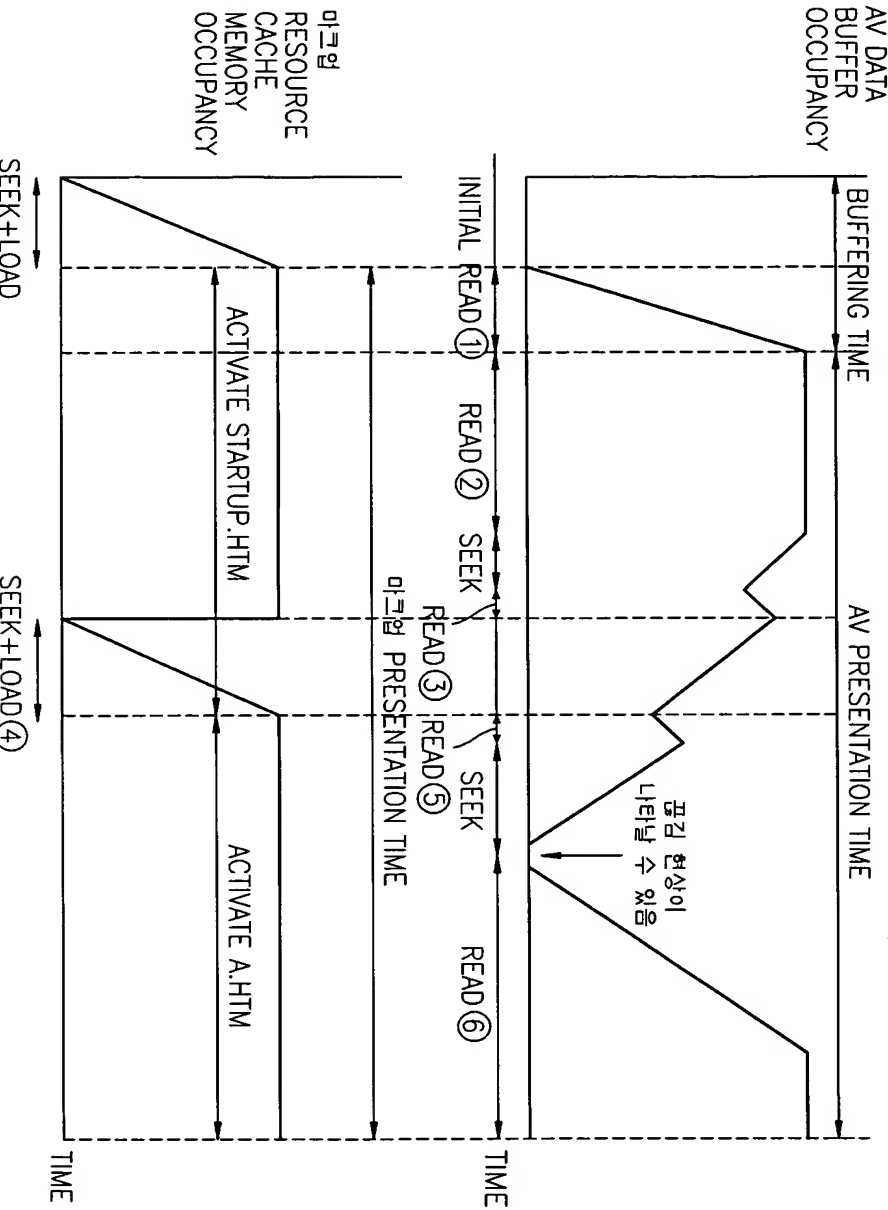 AV DATA
BUFFER
OCCUPANCY
BUFFERING TIME
AV PRESENTATION TIME
끊김 현상이
나타날 수 있음
INITIAL READ ①
READ ②
SEEK
READ ③
READ ⑤
SEEK
READ ⑥
TIME
마크업 PRESENTATION TIME
마크업
RESOURCE
CACHE
MEMORY
OCCUPANCY
ACTIVATE STARTUP.HTM
ACTIVATE A.HTM
TIME
SEEK+LOAD
SEEK+LOAD ④